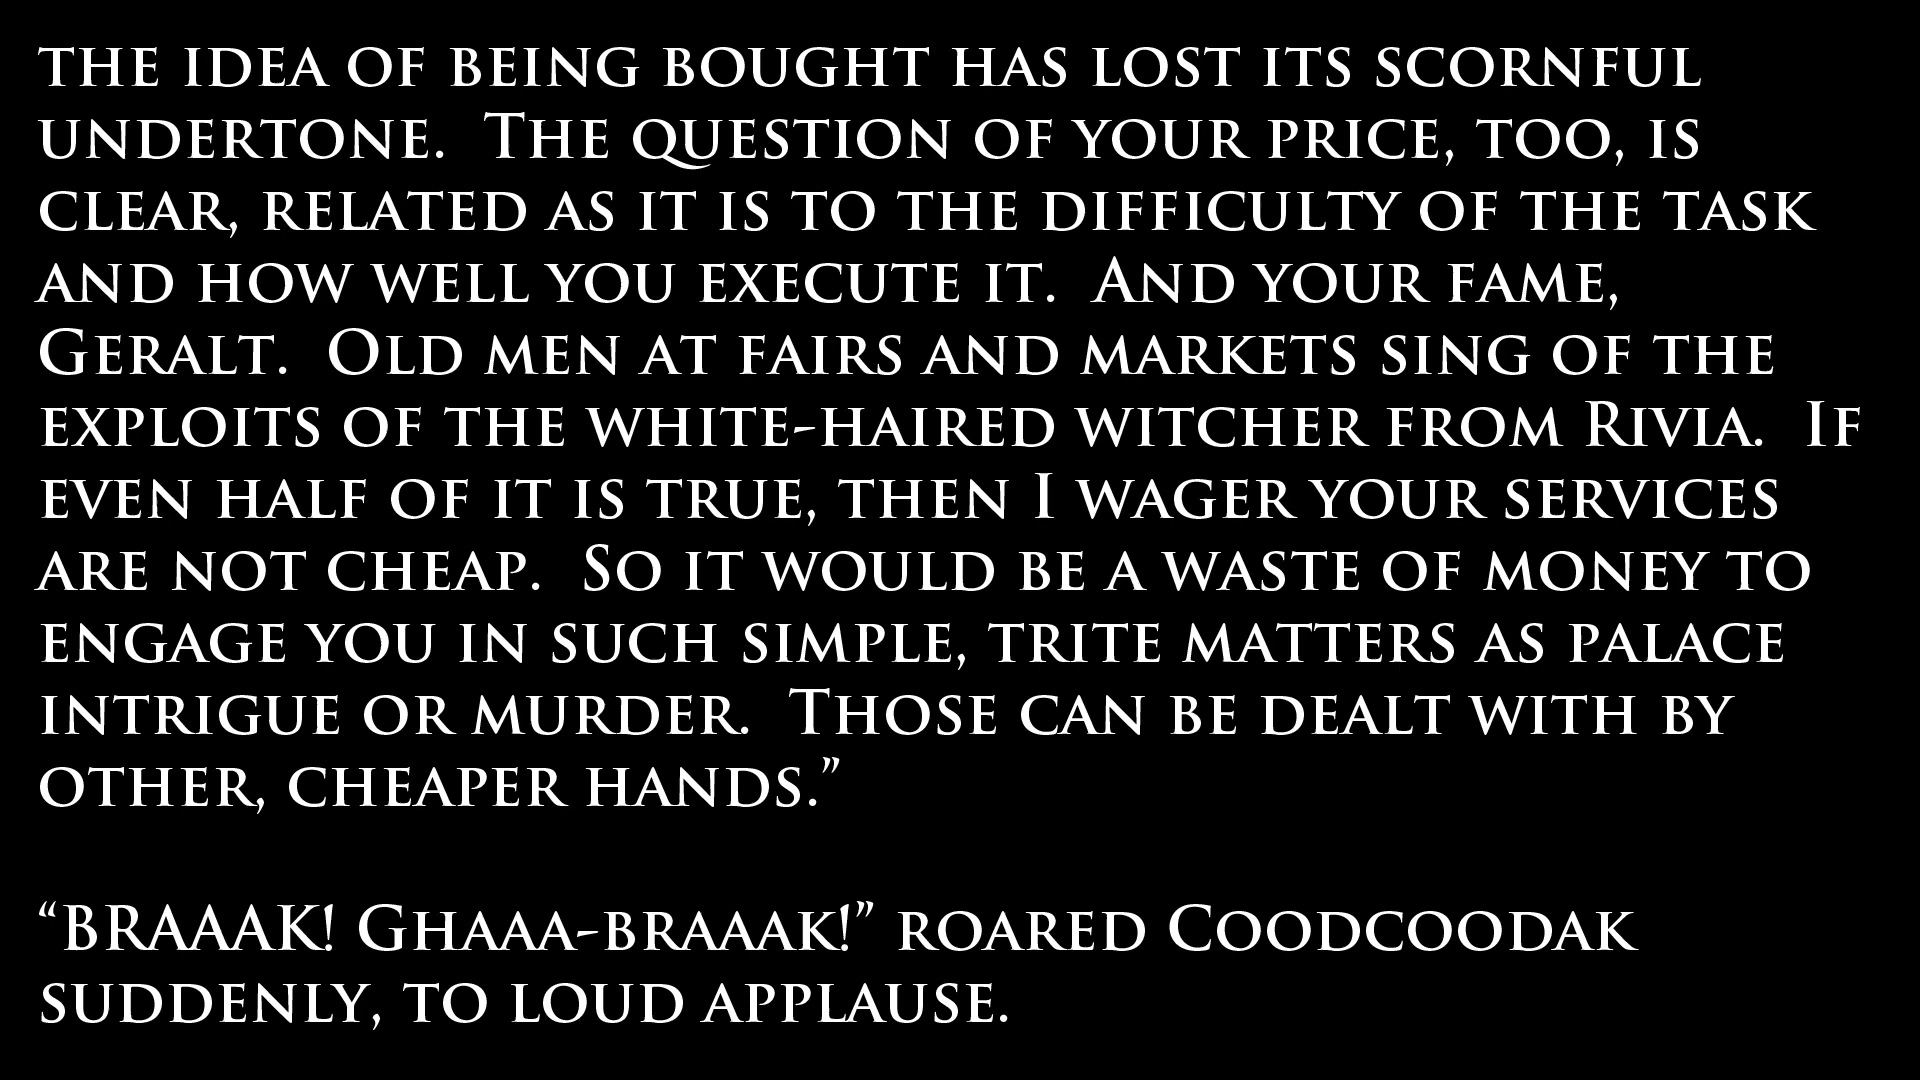 the idea of being bought has lost its scornful
undertone.  The question of your price, too, is
clear, related as it is to the difficulty of the task
and how well you execute it.  And your fame,
Geralt.  Old men at fairs and markets sing of the
exploits of the white-haired witcher from Rivia.  If
even half of it is true, then I wager your services
are not cheap.  So it would be a waste of money to
engage you in such simple, trite matters as palace
intrigue or murder.  Those can be dealt with by
other, cheaper hands.”
“BRAAAK! Ghaaa-braaak!” roared Coodcoodak
suddenly, to loud applause.